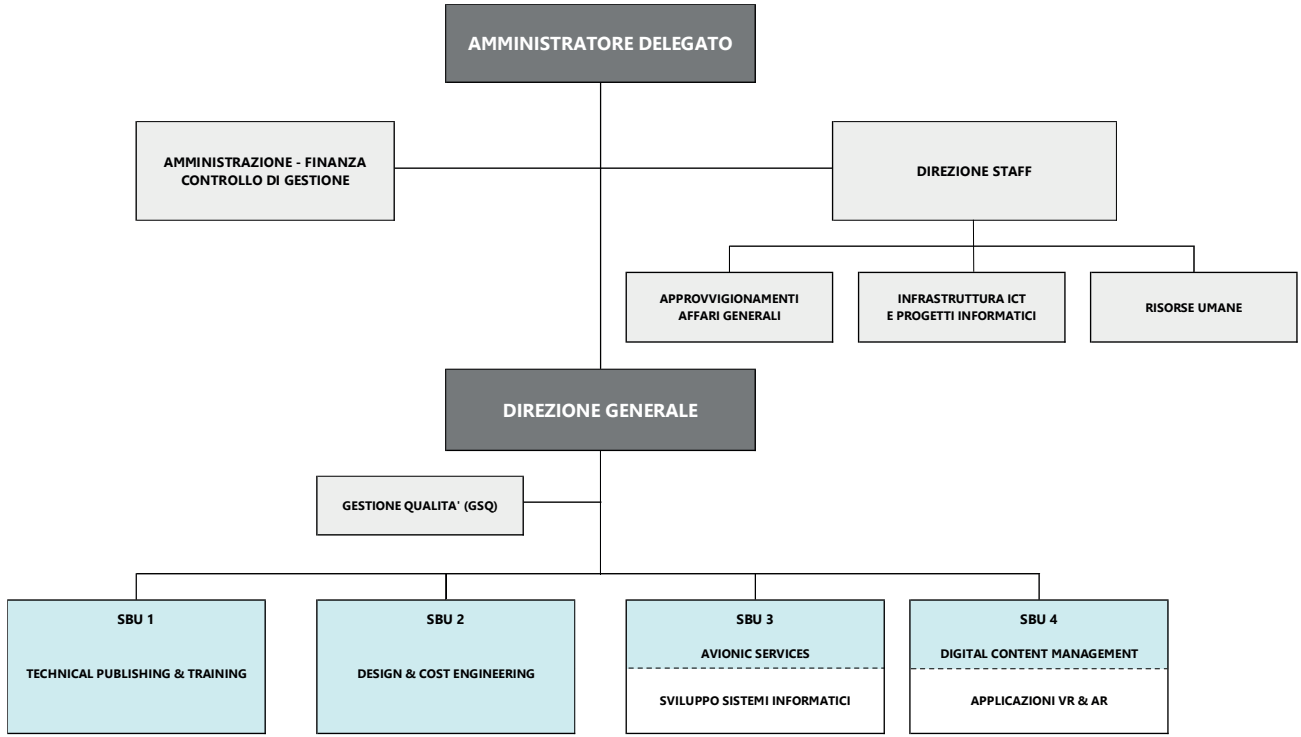 AMMINISTRATORE DELEGATO
AMMINISTRAZIONE - FINANZA
CONTROLLO DI GESTIONE
DIREZIONE STAFF
APPROVVIGIONAMENTI
AFFARI GENERALI
INFRASTRUTTURA ICT
E PROGETTI INFORMATICI
RISORSE UMANE
DIREZIONE GENERALE
GESTIONE QUALITA' (GSQ)
SBU 1
TECHNICAL PUBLISHING & TRAINING
SBU 2
DESIGN & COST ENGINEERING
SBU 3
AVIONIC SERVICES
SVILUPPO SISTEMI INFORMATICI
SBU 4
DIGITAL CONTENT MANAGEMENT
APPLICAZIONI VR & AR